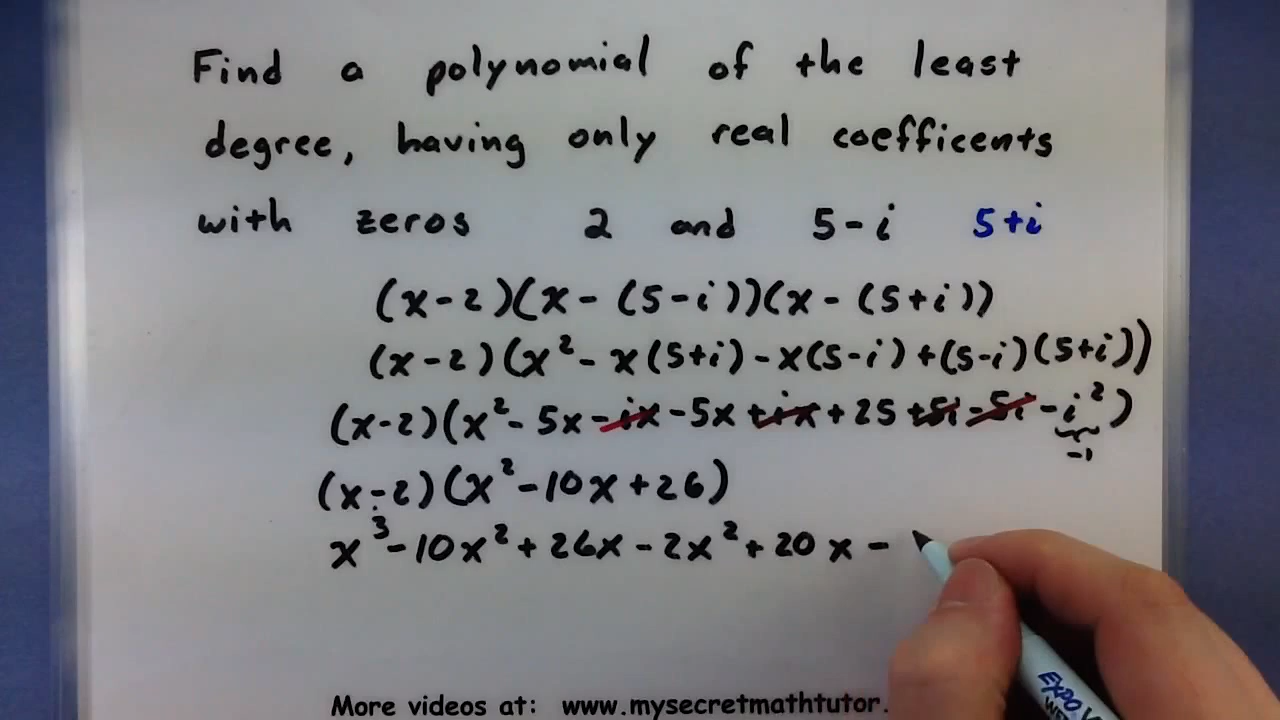 Find a polynomial of the least
degree, having only real coefficents
with zeros 2 and 5-i 5+i
(x-2)(x-(5-i))(x-(5+i))
(x-2)(x²-x(5+i)-x(5-i)+(5-i)(5+i))
(x-2)(x²-5x-ix-5x+ix+25+5i-5i-i²)
-1
(x-2)(x²-10x+26)
x³-10x²+26x-2x²+20x-
EXPO
More videos at: www.mysecretmathtutor.